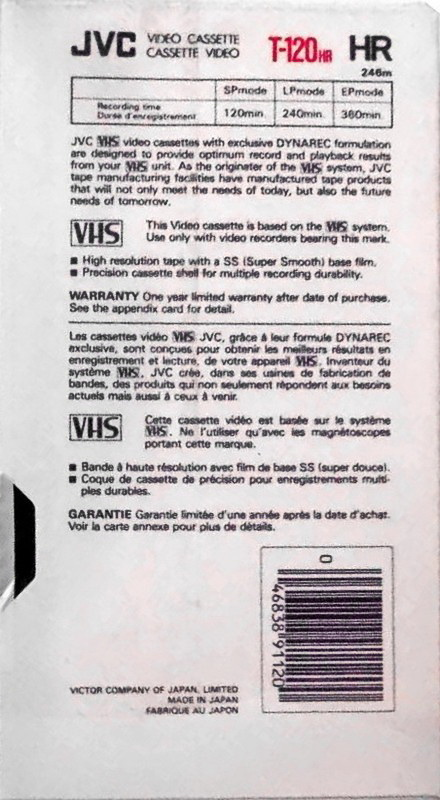 JVC VIDEO CASSETTE T-120HR HR
CASSETTE VIDEO
246m
SPmode LPmode EPmode
Recording time
Durée d'enregistrement 120min 240min 360min
JVC VHS video cassettes with exclusive DYNAREC formulation
are designed to provide optimum record and playback results
from your VHS unit. As the originater of the VHS system, JVC
tape manufacturing facilities have manufactured tape products
that will not only meet the needs of today, but also the future
needs of tomorrow.
VHS This Video cassette is based on the VHS system.
Use only with video recorders bearing this mark.
■ High resolution tape with a SS (Super Smooth) base film.
■ Precision cassette shell for multiple recording durability.
WARRANTY One year limited warranty after date of purchase.
See the appendix card for detail.
Les cassettes vidéo VHS JVC, grâce à leur formule DYNAREC
exclusive, sont conçues pour obtenir les meilleurs résultats en
enregistrement et lecture, de votre appareil VHS. Inventeur du
système VHS, JVC crée, dans ses usines de fabrication de
bandes, des produits qui non seulement répondent aux besoins
actuels mais aussi à ceux à venir.
VHS Cette cassette vidéo est basée sur le système
VHS. Ne l'utiliser qu'avec les magnétoscopes
portant cette marque.
■ Bande à haute résolution avec film de base SS (super douce).
■ Coque de cassette de précision pour enregistrements multi-
ples durables.
GARANTIE Garantie limitée d'une année après la date d'achat.
Voir la carte annexe pour plus de détails.
0
46838 91120
VICTOR COMPANY OF JAPAN, LIMITED
MADE IN JAPAN
FABRIQUE AU JAPON